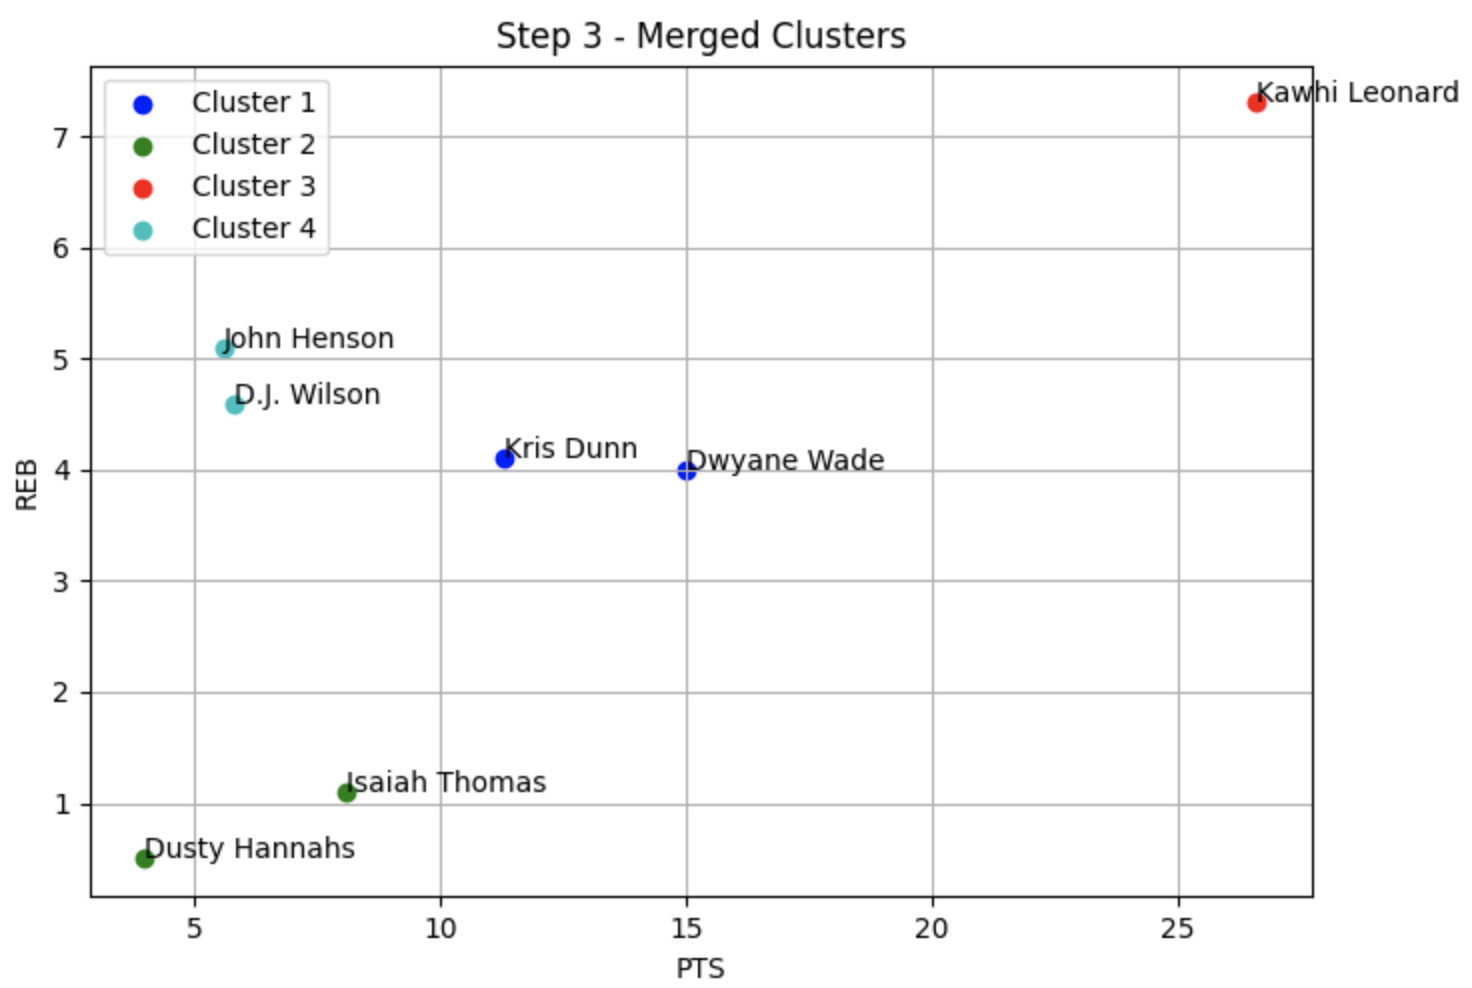 Step 3 - Merged Clusters
Cluster 1
Cluster 2
Cluster 3
Cluster 4
Kawhi Leonard
7
6
John Henson
5
D.J. Wilson
Kris Dunn
Dwyane Wade
4
REB
3
2
Isaiah Thomas
1
Dusty Hannahs
5 10 15 20 25
PTS